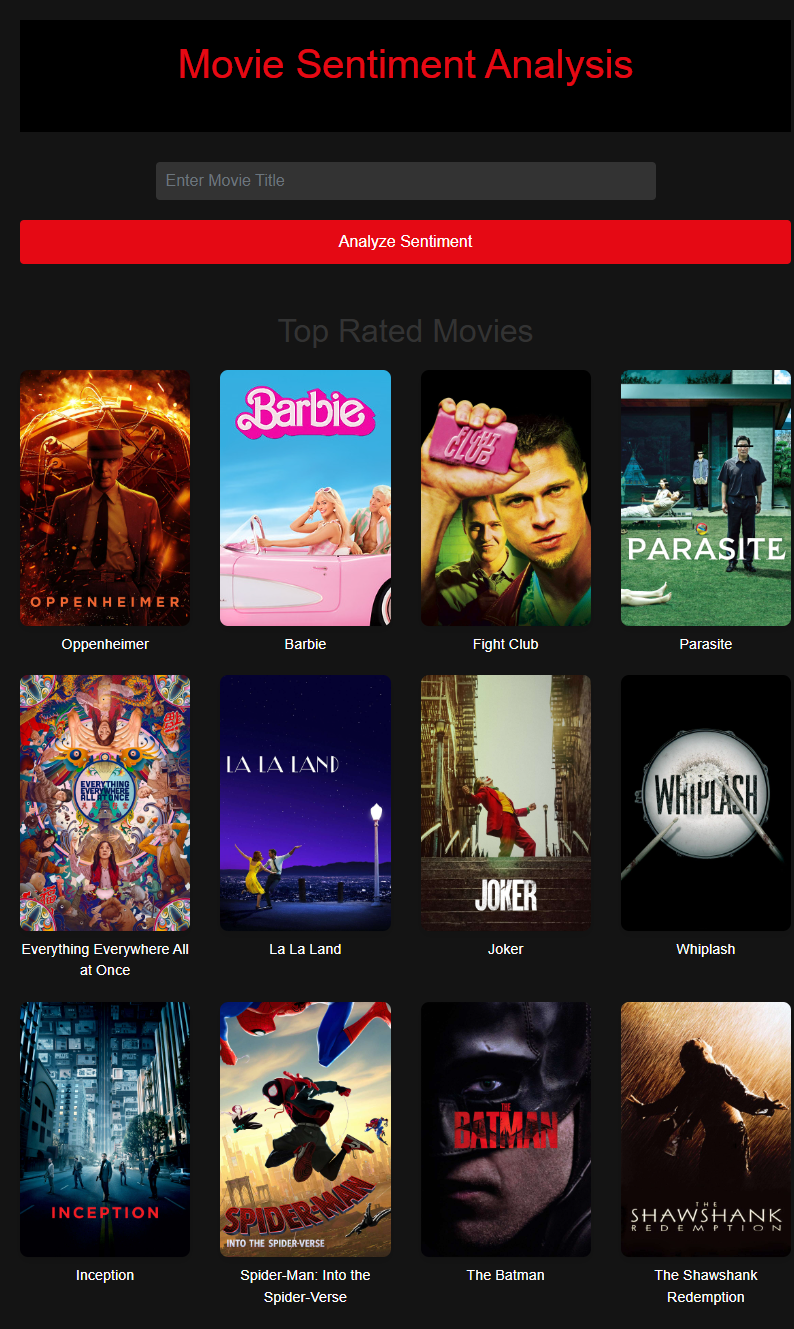 Movie Sentiment Analysis
Enter Movie Title
Analyze Sentiment
Top Rated Movies
OPPENHEIMER
Barbie
FIGHT
CLUB
PARASITE
Oppenheimer
Barbie
Fight Club
Parasite
EVERYTHING
EVERYWHERE
ALL AT ONCE
LA LA LAND
JOKER
WHIPLASH
Everything Everywhere All
at Once
La La Land
Joker
Whiplash
INCEPTION
SPIDER-MAN
INTO THE SPIDER-VERSE
THE
BATMAN
THE
SHAWSHANK
REDEMPTION
Inception
Spider-Man: Into the
Spider-Verse
The Batman
The Shawshank
Redemption